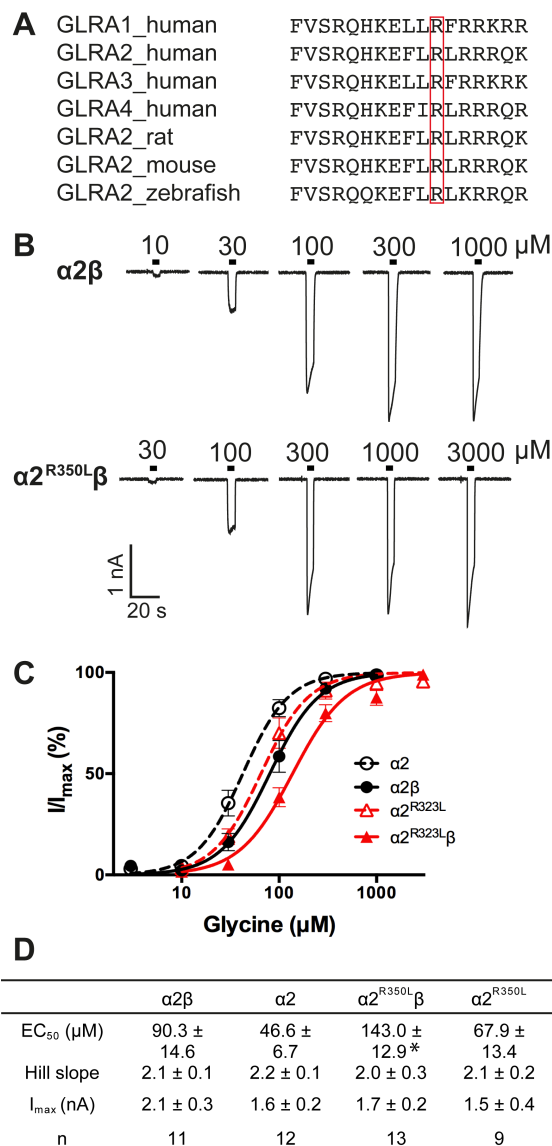 A
GLRA1_human FVSRQHKELLRFRRKRR
GLRA2_human FVSRQHKEFLRLRRRQK
GLRA3_human FVSRQHKELLRFRRKRK
GLRA4_human FVSRQHKEFIRLRRRQR
GLRA2_rat FVSRQHKEFLRLRRRQK
GLRA2_mouse FVSRQHKEFLRLRRRQK
GLRA2_zebrafish FVSRQQKEFLRLKRRQR
B
10 30 100 300 1000 µM
α2β
30 100 300 1000 3000 µM
α2R350Lβ
1 nA
20 s
C
I/Imax (%)
100
50
0
10 100 1000
Glycine (µM)
α2
α2β
α2R323L
α2R323Lβ
D
α2β α2 α2R350Lβ α2R350L
EC50 (µM) 90.3 ± 46.6 ± 143.0 ± 67.9 ±
14.6 6.7 12.9 * 13.4
Hill slope 2.1 ± 0.1 2.2 ± 0.1 2.0 ± 0.3 2.1 ± 0.2
Imax (nA) 2.1 ± 0.3 1.6 ± 0.2 1.7 ± 0.2 1.5 ± 0.4
n 11 12 13 9